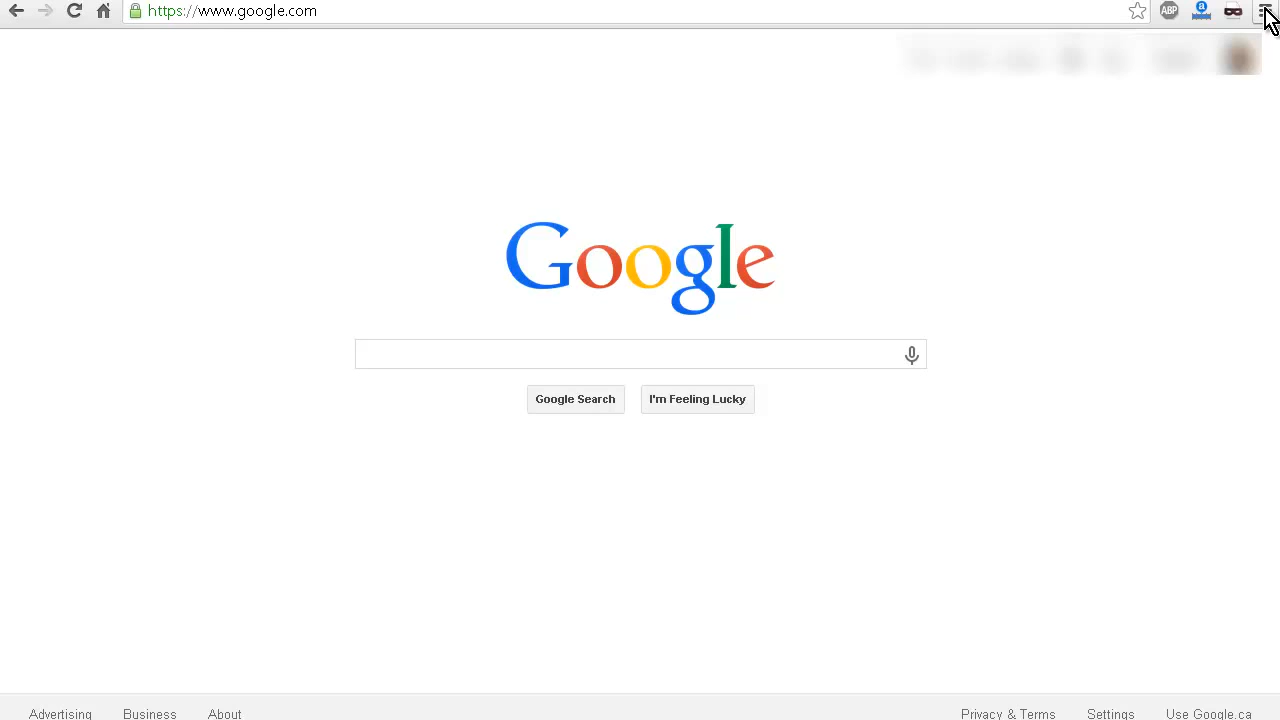 https://www.google.com
ABP
a
Google
Google Search
I'm Feeling Lucky
Advertising
Business
About
Privacy & Terms
Settings
Use Google.ca